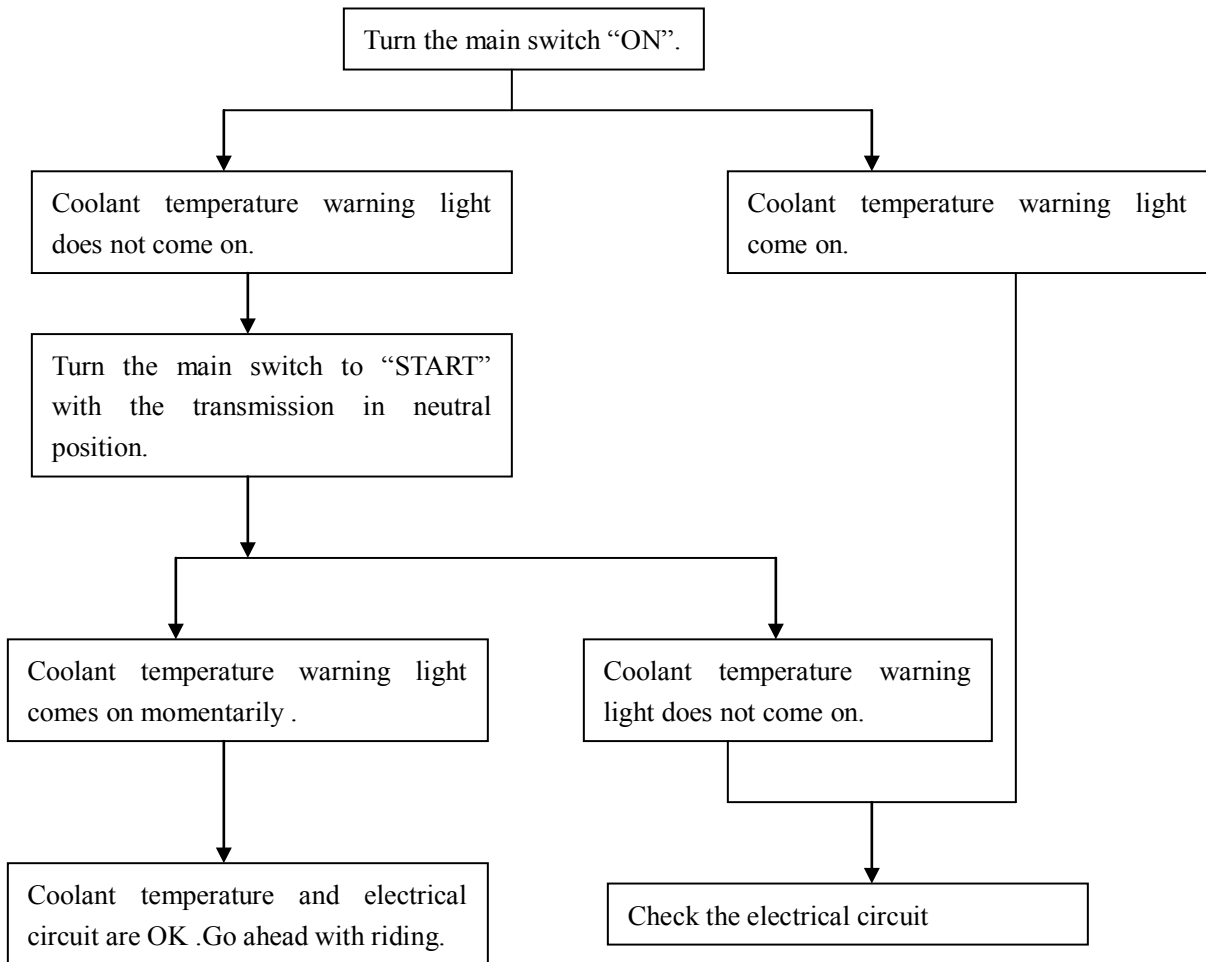 Turn the main switch “ON”.
Coolant temperature warning light
does not come on.
Coolant temperature warning light
come on.
Turn the main switch to “START”
with the transmission in neutral
position.
Coolant temperature warning light
comes on momentarily .
Coolant temperature warning
light does not come on.
Coolant temperature and electrical
circuit are OK .Go ahead with riding.
Check the electrical circuit